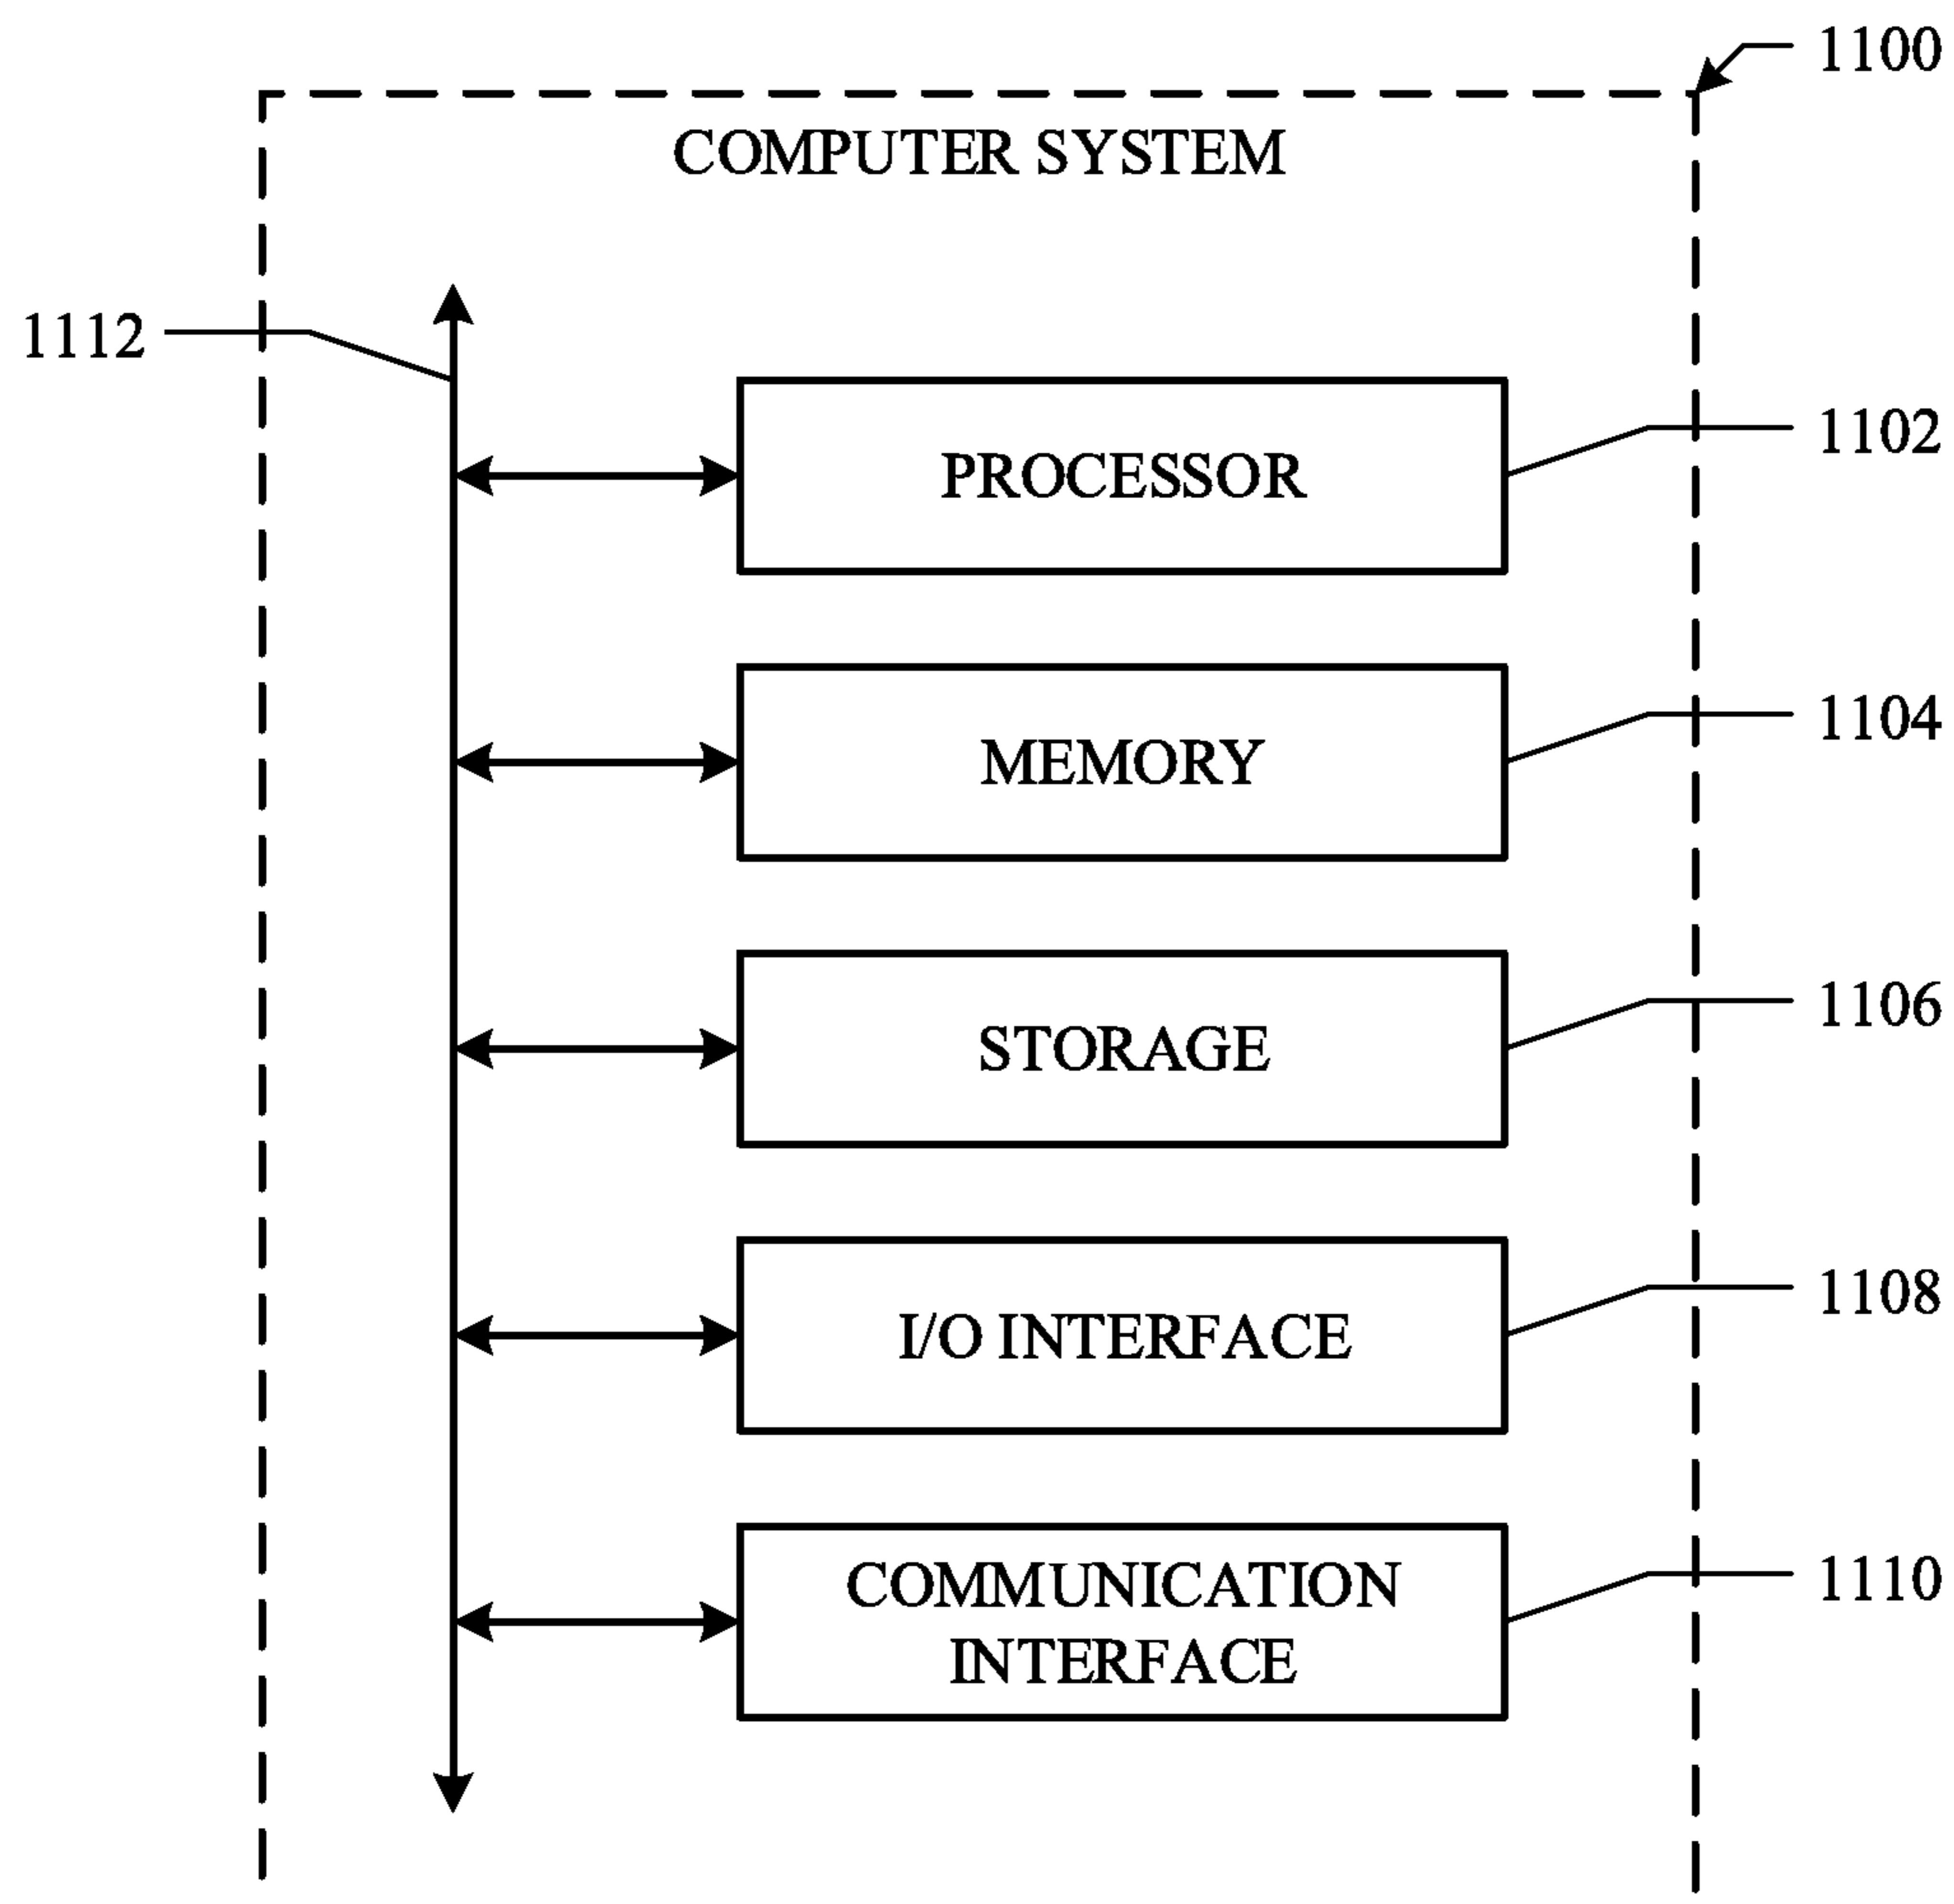 1100
COMPUTER SYSTEM
1112
1102
PROCESSOR
1104
MEMORY
1106
STORAGE
1108
I/O INTERFACE
1110
COMMUNICATION
INTERFACE